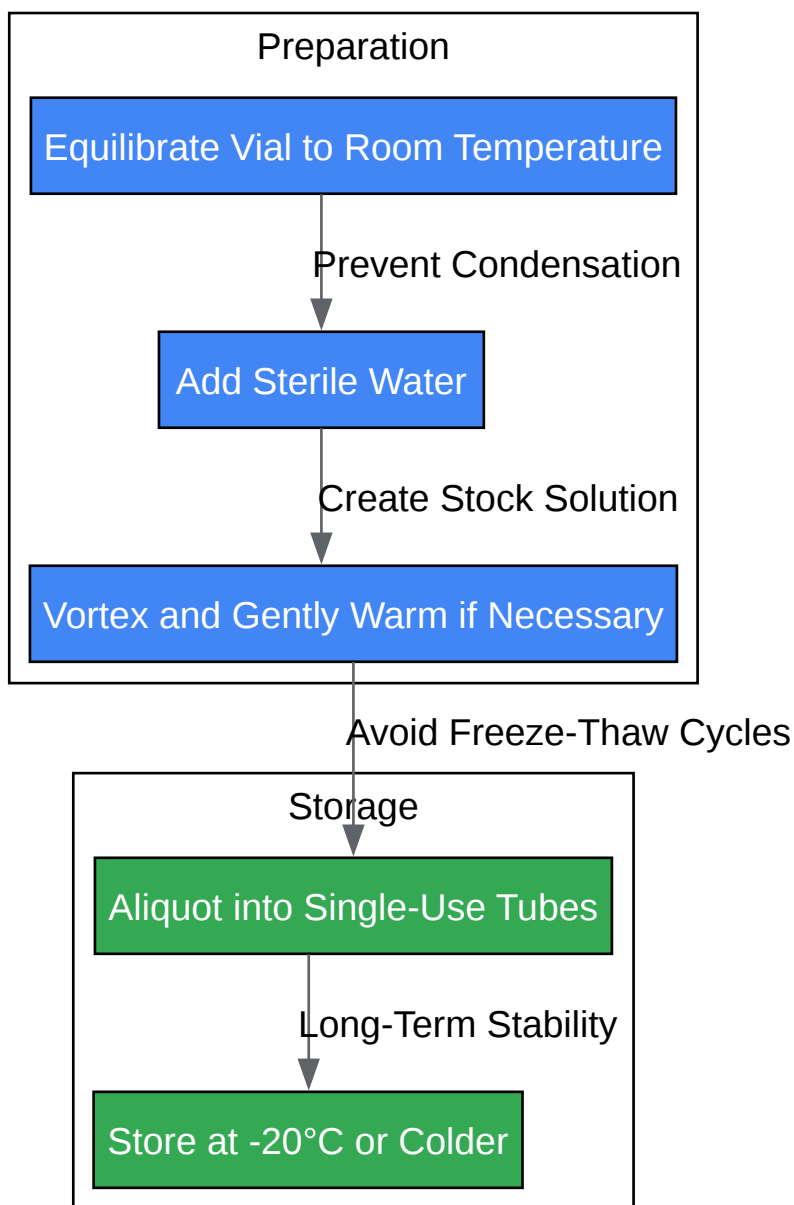 Preparation
Equilibrate Vial to Room Temperature
Prevent Condensation
Add Sterile Water
Create Stock Solution
Vortex and Gently Warm if Necessary
Avoid Freeze-Thaw Cycles
Storage
Aliquot into Single-Use Tubes
Long-Term Stability
Store at -20°C or Colder